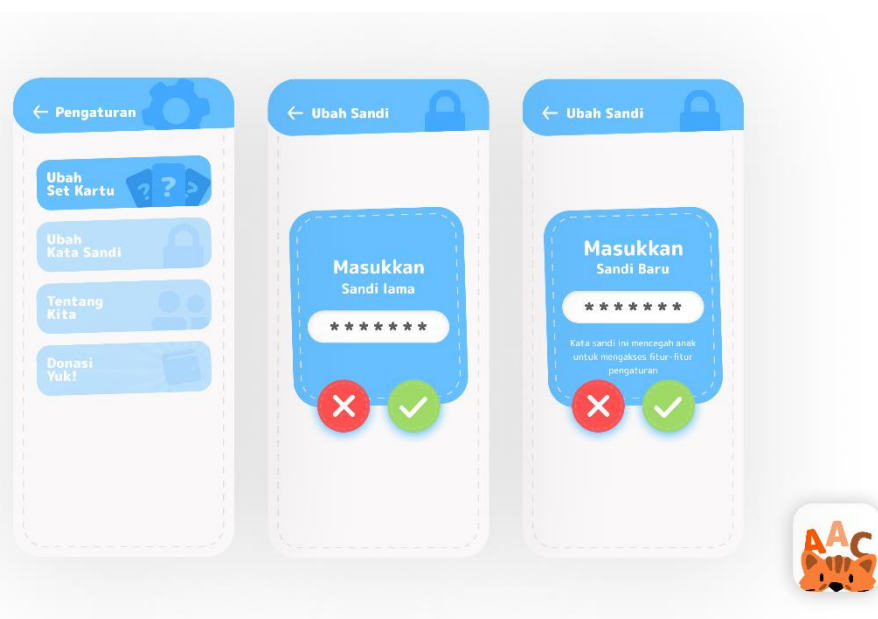 ← Pengaturan
Ubah
Set Kartu
? ? ?
Ubah
Kata Sandi
Tentang
Kita
Donasi
Yuk!
← Ubah Sandi
Masukkan
Sandi lama
*******
← Ubah Sandi
Masukkan
Sandi Baru
*******
Kata sandi ini mencegah anak
untuk mengakses fitur-fitur
pengaturan
AAC